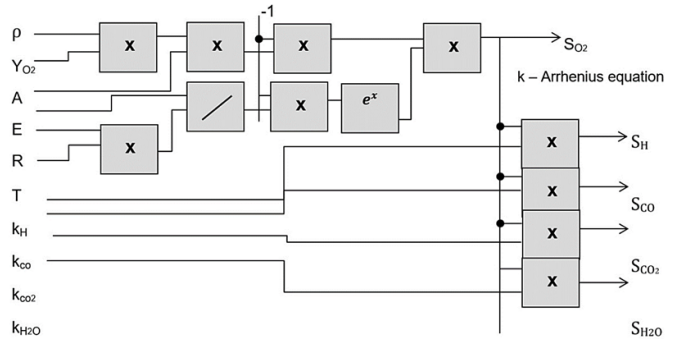 -1
ρ
x
x
x
x
S_O2
Y_O2
k – Arrhenius equation
A
x
e^x
E
x
R
x
S_H
T
x
S_CO
k_H
x
k_co
S_CO2
x
k_co2
k_H2O
S_H2O